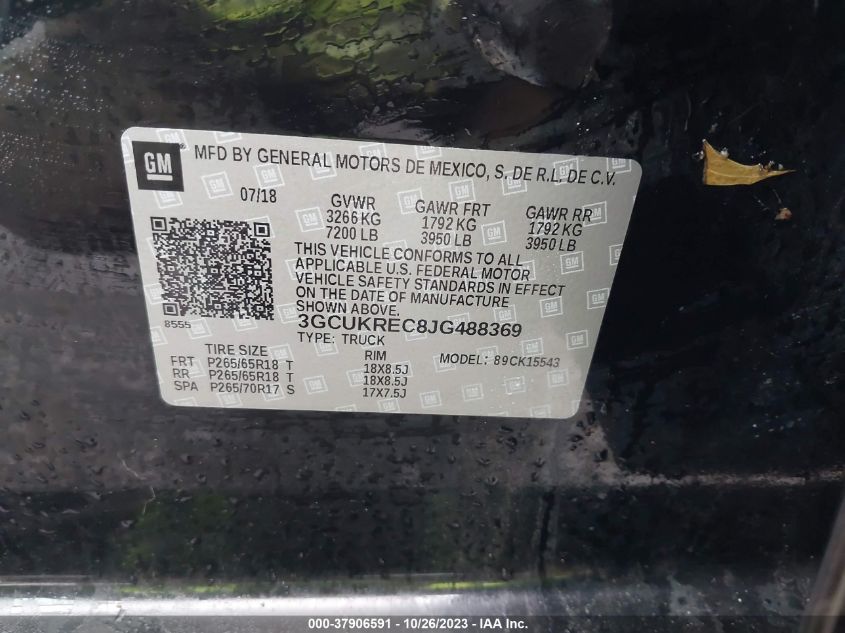 GM
MFD BY GENERAL MOTORS DE MEXICO, S. DE R.L. DE C.V.
07/18
GVWR GAWR FRT GAWR RR
3266 KG 1792 KG 1792 KG
7200 LB 3950 LB 3950 LB
THIS VEHICLE CONFORMS TO ALL
APPLICABLE U.S. FEDERAL MOTOR
VEHICLE SAFETY STANDARDS IN EFFECT
ON THE DATE OF MANUFACTURE
SHOWN ABOVE.
8555
3GCUKREC8JG488369
TYPE: TRUCK
TIRE SIZE RIM MODEL: 89CK15543
FRT P265/65R18 T 18X8.5J
RR P265/65R18 T 18X8.5J
SPA P265/70R17 S 17X7.5J
000-37906591 - 10/26/2023 - IAA Inc.